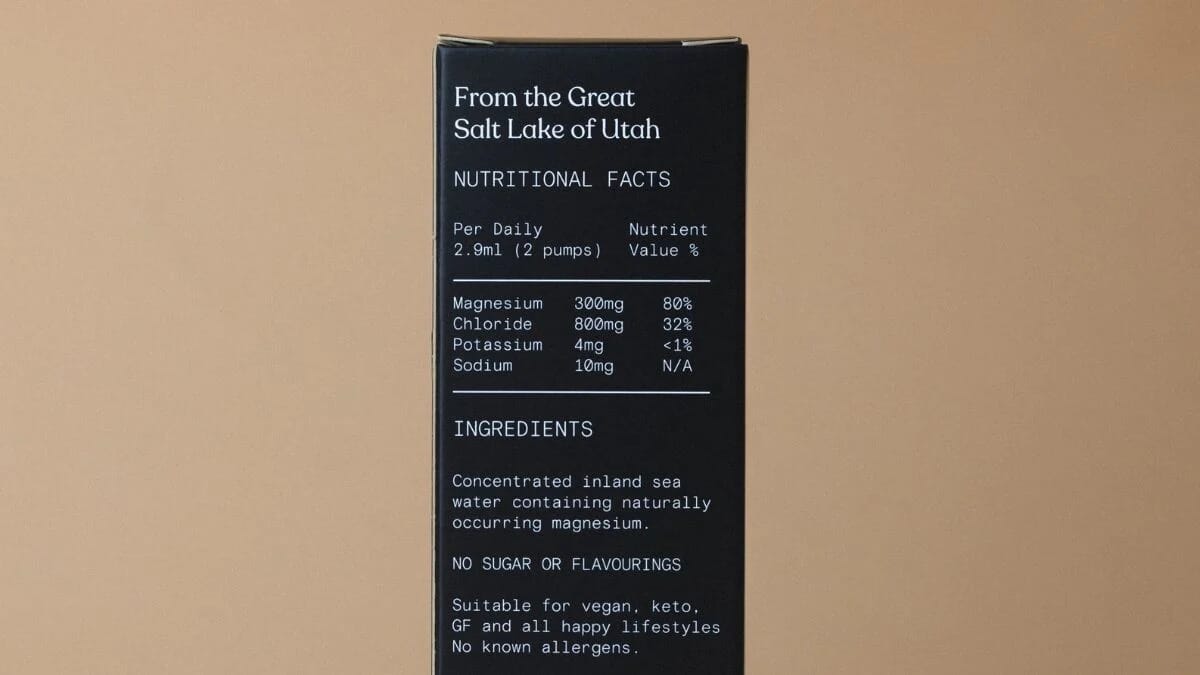 From the Great
Salt Lake of Utah
NUTRITIONAL FACTS
Per Daily Nutrient
2.9ml (2 pumps) Value %
Magnesium 300mg 80%
Chloride 800mg 32%
Potassium 4mg <1%
Sodium 10mg N/A
INGREDIENTS
Concentrated inland sea
water containing naturally
occurring magnesium.
NO SUGAR OR FLAVOURINGS
Suitable for vegan, keto,
GF and all happy lifestyles
No known allergens.